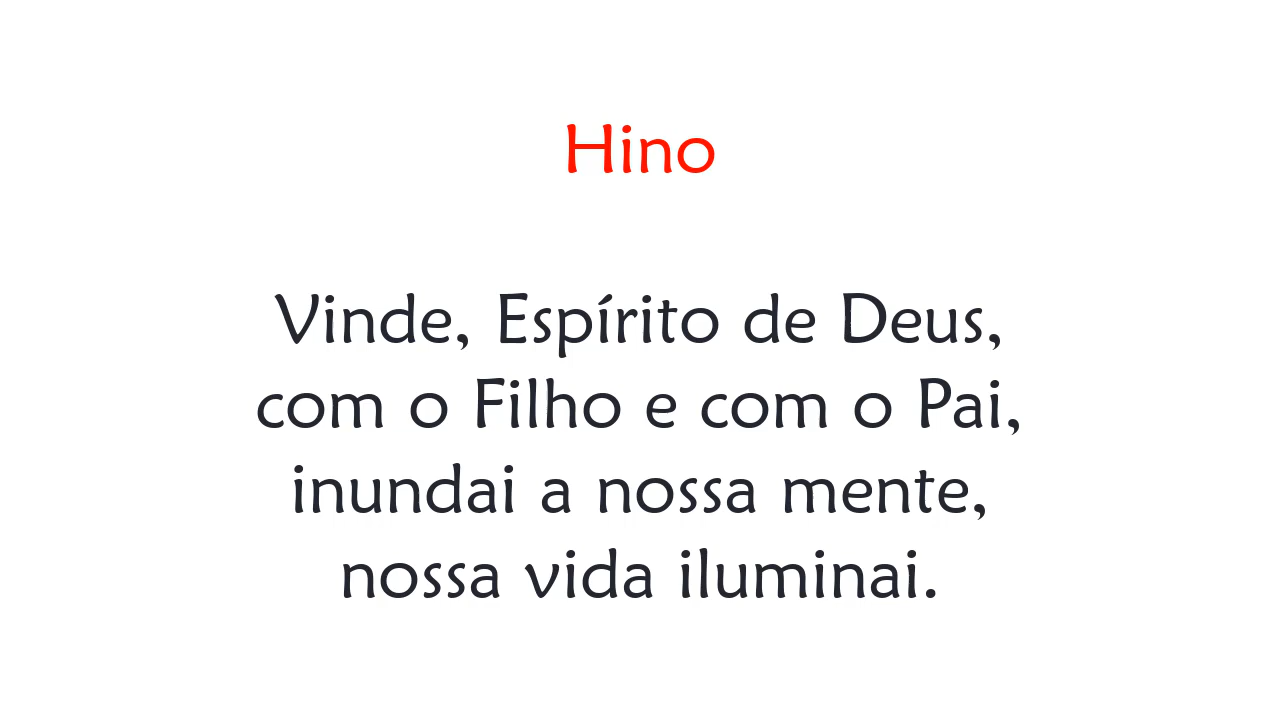 Hino
Vinde, Espírito de Deus,
com o Filho e com o Pai,
inundai a nossa mente,
nossa vida iluminai.